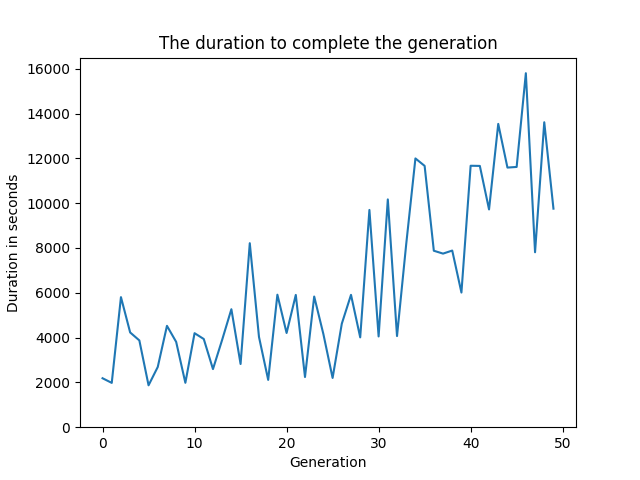 The duration to complete the generation
16000
14000
12000
10000
8000
6000
4000
2000
0
Duration in seconds
0 10 20 30 40 50
Generation